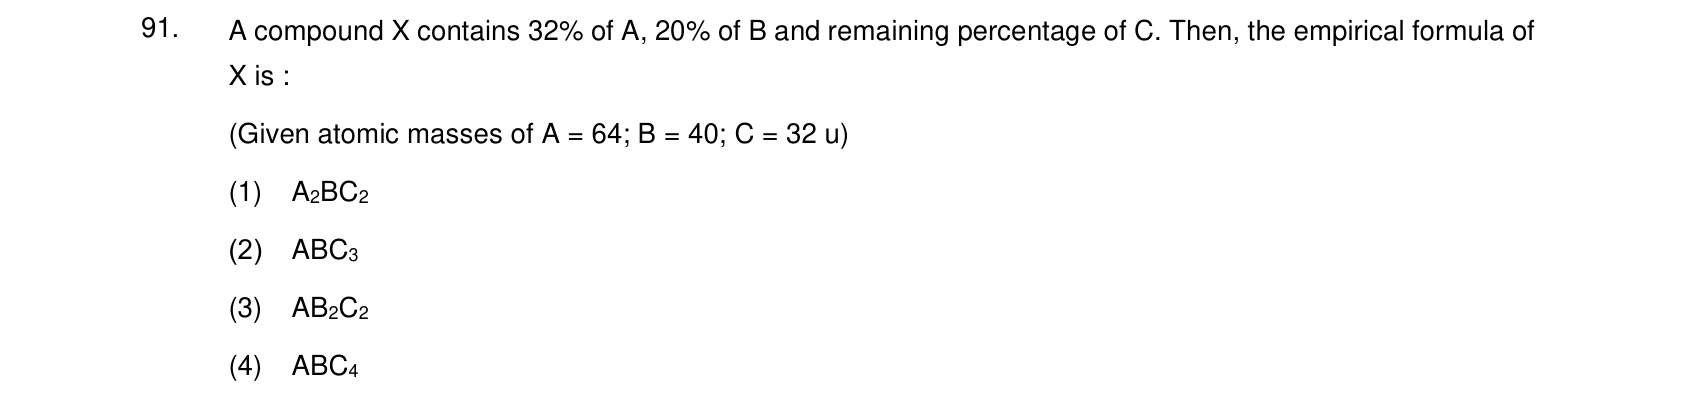 91. A compound X contains 32% of A, 20% of B and remaining percentage of C. Then, the empirical formula of
X is :
(Given atomic masses of A = 64; B = 40; C = 32 u)
(1) A₂BC₂
(2) ABC₃
(3) AB₂C₂
(4) ABC₄